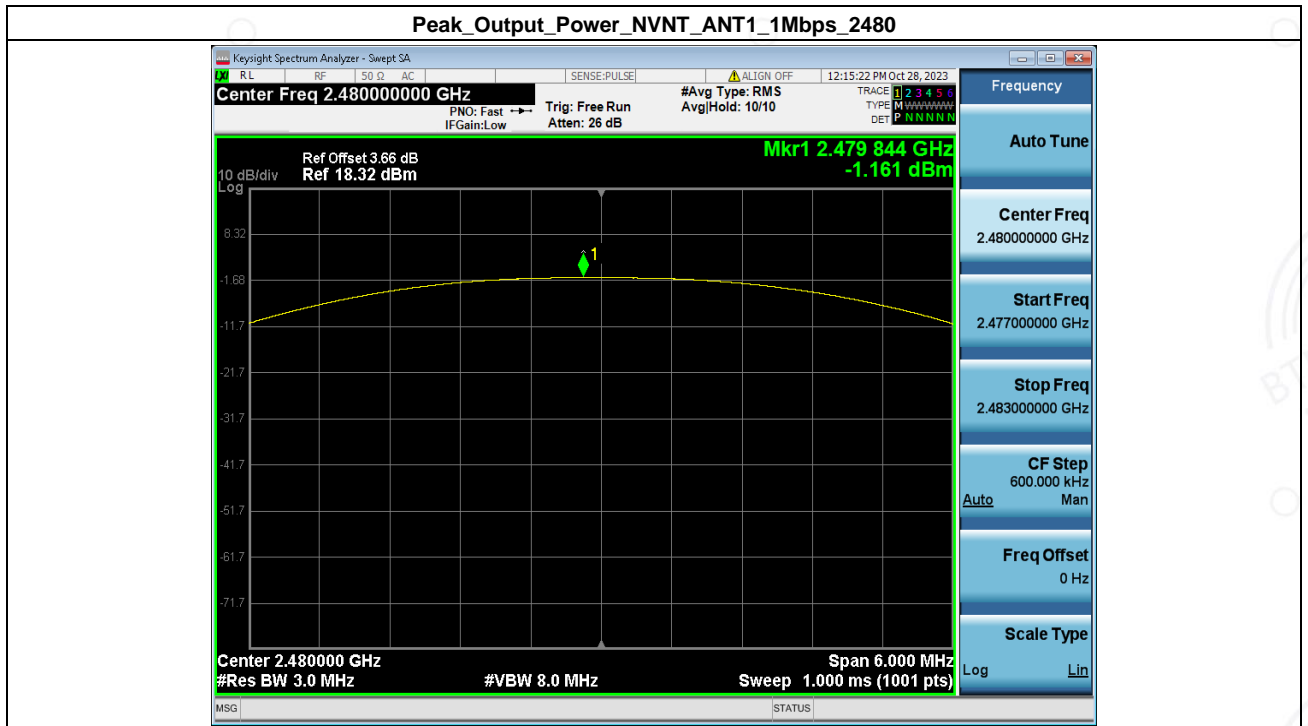 Peak_Output_Power_NVNT_ANT1_1Mbps_2480
Keysight Spectrum Analyzer - Swept SA
LXI RL RF 50 Ω AC SENSE:PULSE ALIGN OFF 12:15:22 PM Oct 28, 2023
Center Freq 2.480000000 GHz
PNO: Fast
IFGain:Low
Trig: Free Run
Atten: 26 dB
#Avg Type: RMS
Avg|Hold: 10/10
TRACE 1 2 3 4 5 6
TYPE M WWWWW
DET P N N N N N
Mkr1 2.479 844 GHz
-1.161 dBm
Ref Offset 3.66 dB
10 dB/div Ref 18.32 dBm
Log
8.32
1
-1.68
-11.7
-21.7
-31.7
-41.7
-51.7
-61.7
-71.7
Center 2.480000 GHz Span 6.000 MHz
#Res BW 3.0 MHz #VBW 8.0 MHz Sweep 1.000 ms (1001 pts)
MSG STATUS
Frequency
Auto Tune
Center Freq
2.480000000 GHz
Start Freq
2.477000000 GHz
Stop Freq
2.483000000 GHz
CF Step
600.000 kHz
Auto Man
Freq Offset
0 Hz
Scale Type
Log Lin